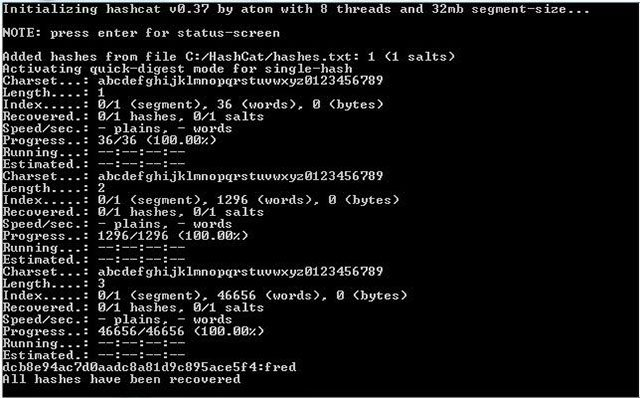 Initializing hashcat v0.37 by atom with 8 threads and 32mb segment-size...
NOTE: press enter for status-screen
Added hashes from file C:/HashCat/hashes.txt: 1 (1 salts)
Activating quick-digest mode for single-hash
Charset...: abcdefghijklmnopqrstuvwxyz0123456789
Length....: 1
Index.....: 0/1 (segment), 36 (words), 0 (bytes)
Recovered.: 0/1 hashes, 0/1 salts
Speed/sec.: - plains, - words
Progress..: 36/36 (100.00%)
Running...: --:--:--:--
Estimated.: --:--:--:--
Charset...: abcdefghijklmnopqrstuvwxyz0123456789
Length....: 2
Index.....: 0/1 (segment), 1296 (words), 0 (bytes)
Recovered.: 0/1 hashes, 0/1 salts
Speed/sec.: - plains, - words
Progress..: 1296/1296 (100.00%)
Running...: --:--:--:--
Estimated.: --:--:--:--
Charset...: abcdefghijklmnopqrstuvwxyz0123456789
Length....: 3
Index.....: 0/1 (segment), 46656 (words), 0 (bytes)
Recovered.: 0/1 hashes, 0/1 salts
Speed/sec.: - plains, - words
Progress..: 46656/46656 (100.00%)
Running...: --:--:--:--
Estimated.: --:--:--:--
dcb8e94ac7d0aadc8a81d9c895ace5f4:fred
All hashes have been recovered